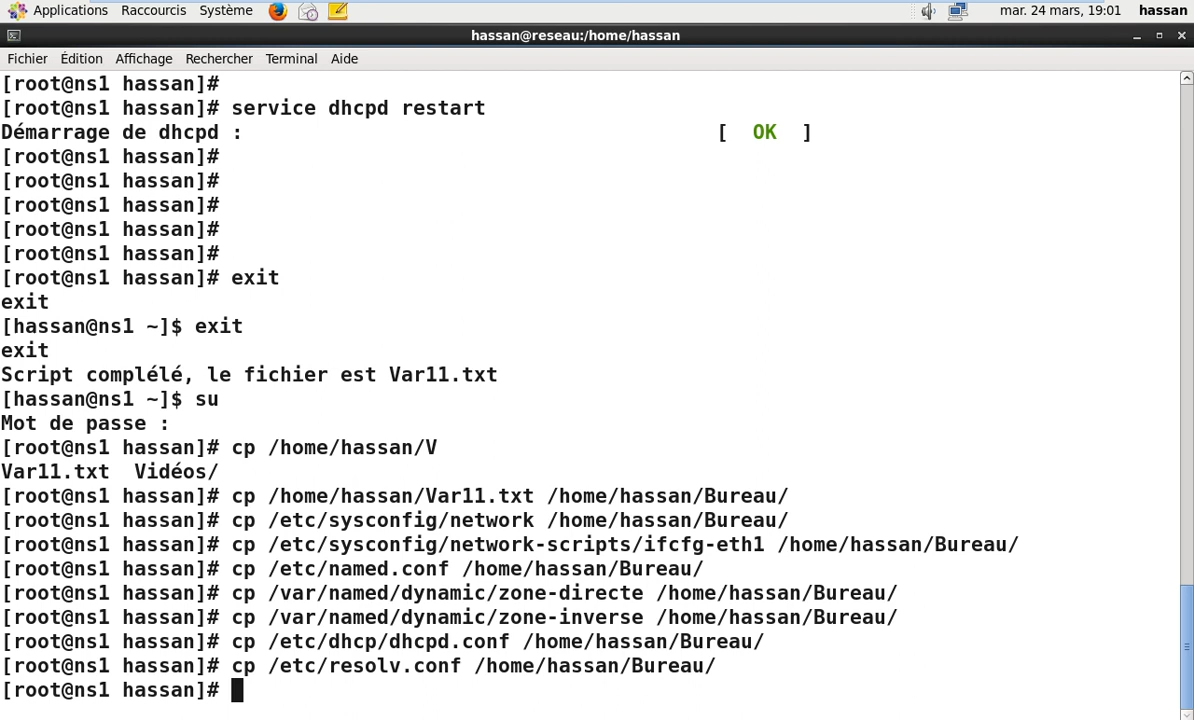 Applications Raccourcis Système mar. 24 mars, 19:01 hassan
hassan@reseau:/home/hassan
Fichier Édition Affichage Rechercher Terminal Aide
[root@ns1 hassan]#
[root@ns1 hassan]# service dhcpd restart
Démarrage de dhcpd : [ OK ]
[root@ns1 hassan]#
[root@ns1 hassan]#
[root@ns1 hassan]#
[root@ns1 hassan]#
[root@ns1 hassan]#
[root@ns1 hassan]# exit
exit
[hassan@ns1 ~]$ exit
exit
Script complélé, le fichier est Var11.txt
[hassan@ns1 ~]$ su
Mot de passe :
[root@ns1 hassan]# cp /home/hassan/V
Var11.txt Vidéos/
[root@ns1 hassan]# cp /home/hassan/Var11.txt /home/hassan/Bureau/
[root@ns1 hassan]# cp /etc/sysconfig/network /home/hassan/Bureau/
[root@ns1 hassan]# cp /etc/sysconfig/network-scripts/ifcfg-eth1 /home/hassan/Bureau/
[root@ns1 hassan]# cp /etc/named.conf /home/hassan/Bureau/
[root@ns1 hassan]# cp /var/named/dynamic/zone-directe /home/hassan/Bureau/
[root@ns1 hassan]# cp /var/named/dynamic/zone-inverse /home/hassan/Bureau/
[root@ns1 hassan]# cp /etc/dhcp/dhcpd.conf /home/hassan/Bureau/
[root@ns1 hassan]# cp /etc/resolv.conf /home/hassan/Bureau/
[root@ns1 hassan]#